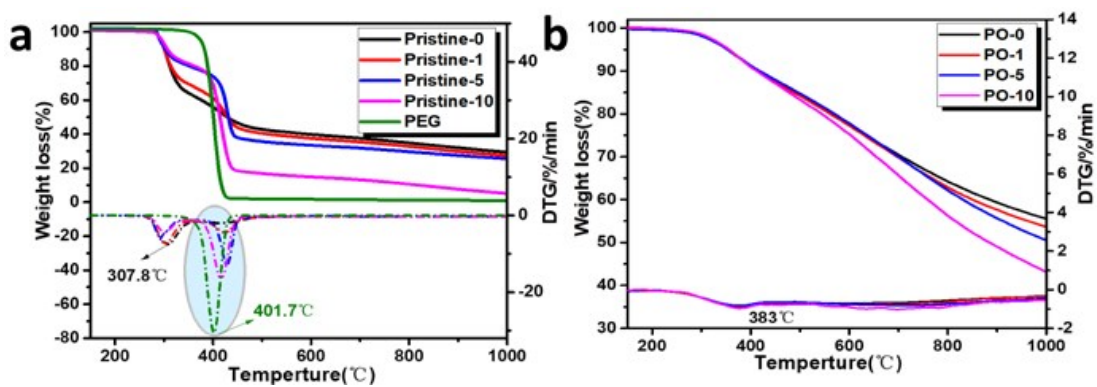 a
Pristine-0
Pristine-1
Pristine-5
Pristine-10
PEG
100
80
60
40
20
0
-20
-40
-60
-80
Weight loss(%)
40
20
0
-20
DTG/%/min
307.8℃
401.7℃
200
400
600
800
1000
Temperture(℃)
b
PO-0
PO-1
PO-5
PO-10
100
90
80
70
60
50
40
30
Weight loss(%)
14
12
10
8
6
4
2
0
-2
DTG/%/min
383℃
200
400
600
800
1000
Temperture(℃)